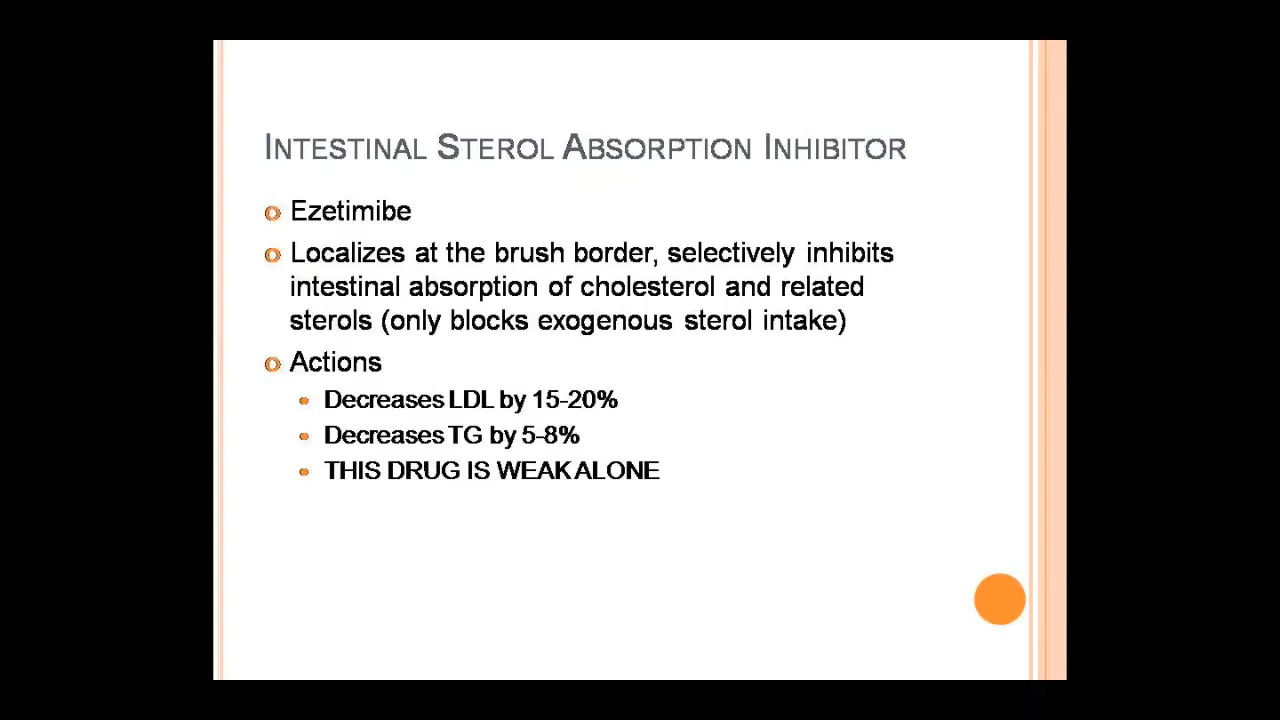 INTESTINAL STEROL ABSORPTION INHIBITOR
Ezetimibe
Localizes at the brush border, selectively inhibits
intestinal absorption of cholesterol and related
sterols (only blocks exogenous sterol intake)
Actions
Decreases LDL by 15-20%
Decreases TG by 5-8%
THIS DRUG IS WEAK ALONE